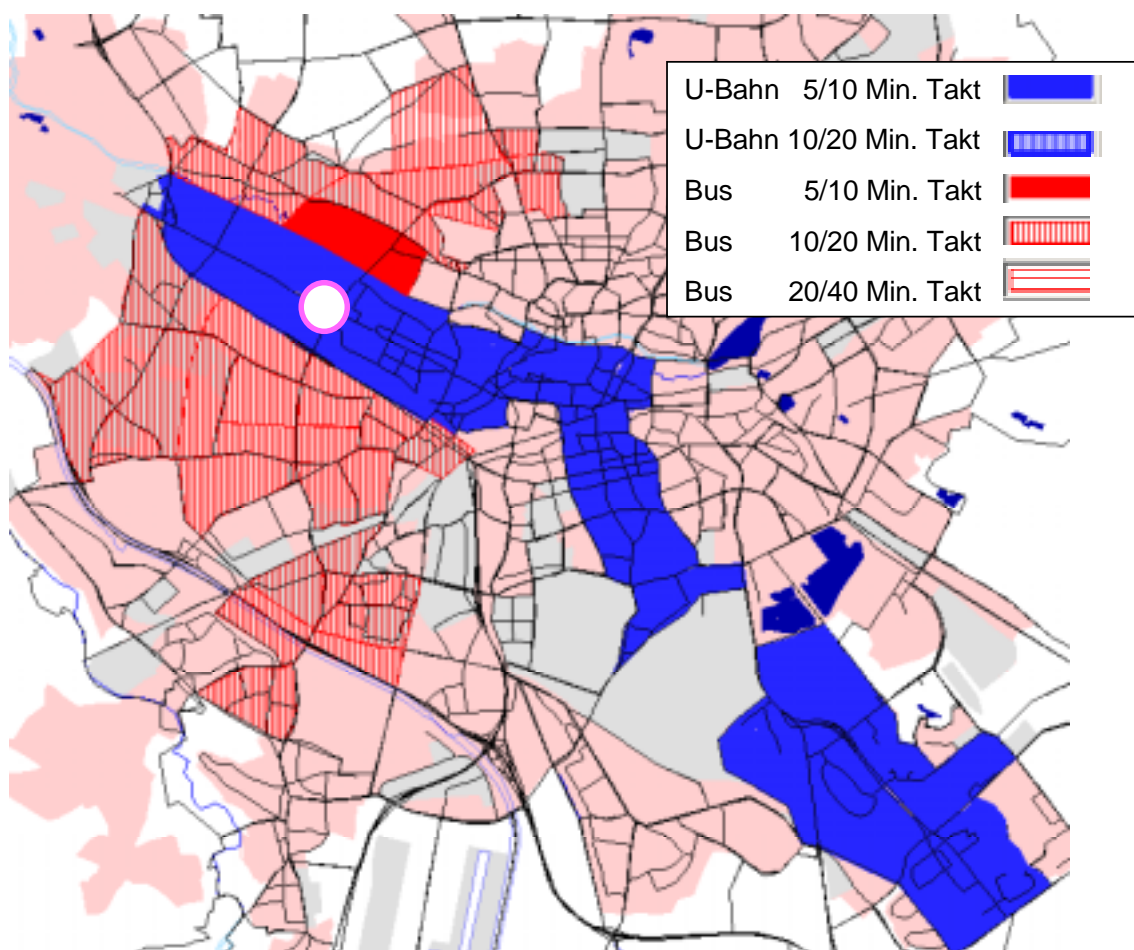 U-Bahn 5/10 Min. Takt
U-Bahn 10/20 Min. Takt
Bus 5/10 Min. Takt
Bus 10/20 Min. Takt
Bus 20/40 Min. Takt